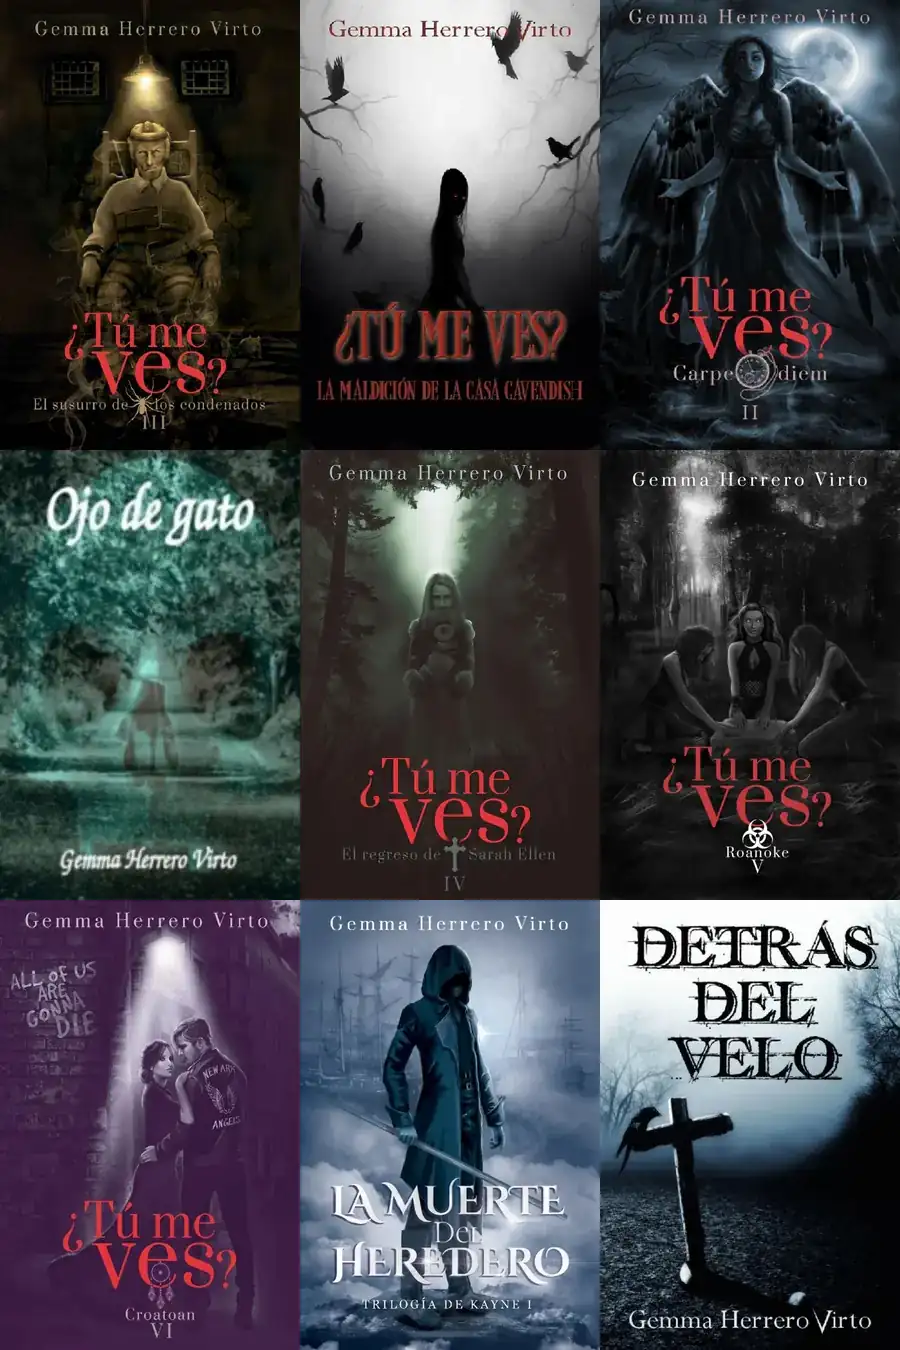 Gemma Herrero Virto
¿Tú me
ves?
El susurro de los condenados
III
Gemma Herrero Virto
¿TÚ ME VES?
LA MALDICIÓN DE LA CASA CAVENDISH
Gemma Herrero Virto
¿Tú me
ves?
Carpe diem
II
Ojo de gato
Gemma Herrero Virto
Gemma Herrero Virto
¿Tú me
ves?
El regreso de Sarah Ellen
IV
Gemma Herrero Virto
¿Tú me
ves?
Roanoke
V
Gemma Herrero Virto
ALL OF US
ARE
GONNA
DIE
NEWARK
ANGELS
¿Tú me
ves?
Croatoan
VI
Gemma Herrero Virto
LA MUERTE
DEL
HEREDERO
TRILOGÍA DE KAYNE I
DETRÁS
DEL
VELO
Gemma Herrero Virto